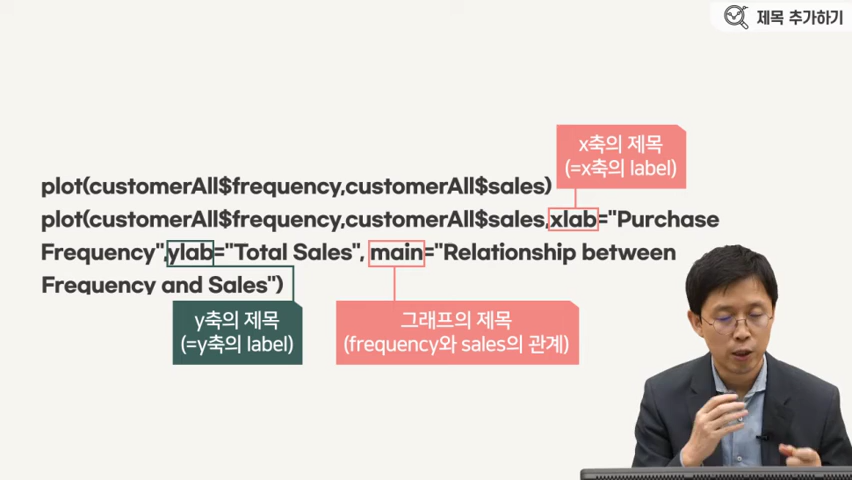 제목 추가하기
x축의 제목
(=x축의 label)
plot(customerAll$frequency,customerAll$sales)
plot(customerAll$frequency,customerAll$sales,xlab="Purchase
Frequency",ylab="Total Sales", main="Relationship between
Frequency and Sales")
y축의 제목
(=y축의 label)
그래프의 제목
(frequency와 sales의 관계)